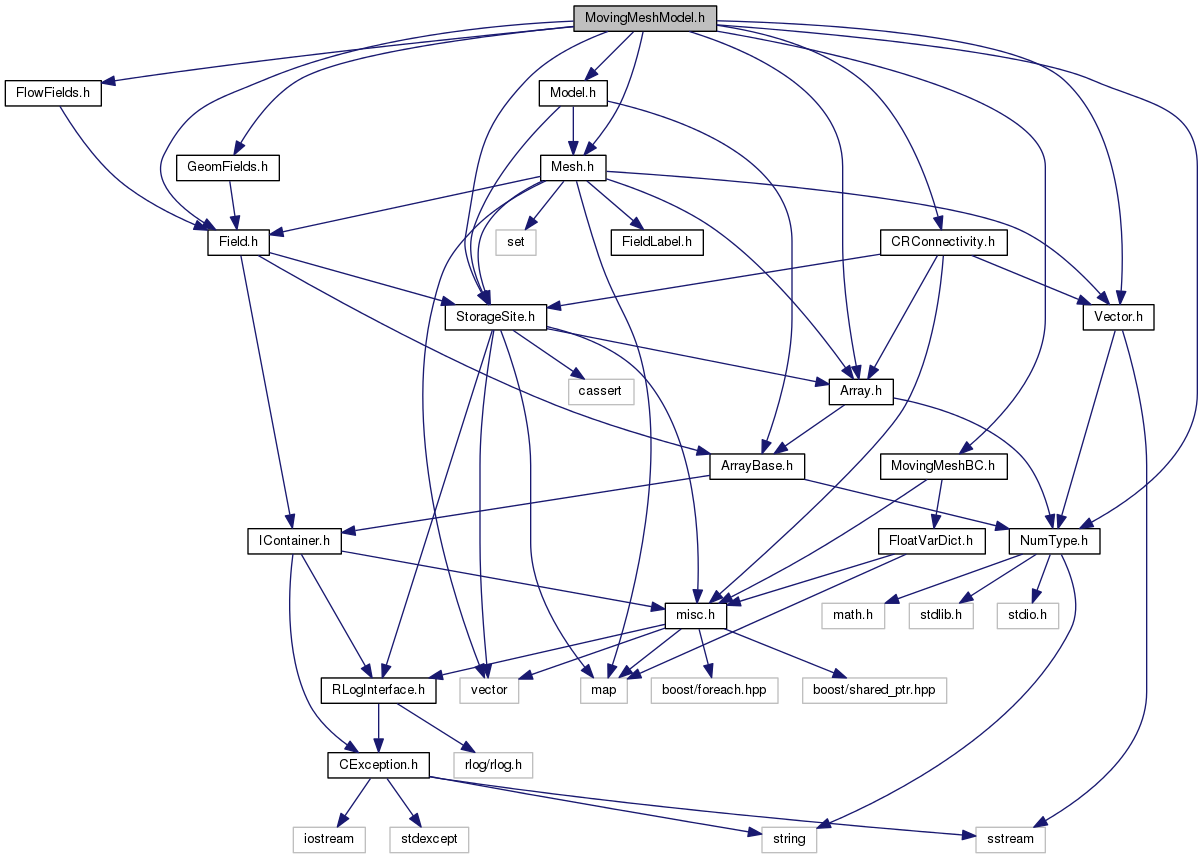 MovingMeshModel.h
FlowFields.h
Model.h
GeomFields.h
Mesh.h
Field.h
set
FieldLabel.h
CRConnectivity.h
StorageSite.h
Vector.h
cassert
Array.h
ArrayBase.h
MovingMeshBC.h
IContainer.h
FloatVarDict.h
NumType.h
misc.h
math.h
stdlib.h
stdio.h
RLogInterface.h
vector
map
boost/foreach.hpp
boost/shared_ptr.hpp
CException.h
rlog/rlog.h
iostream
stdexcept
string
sstream